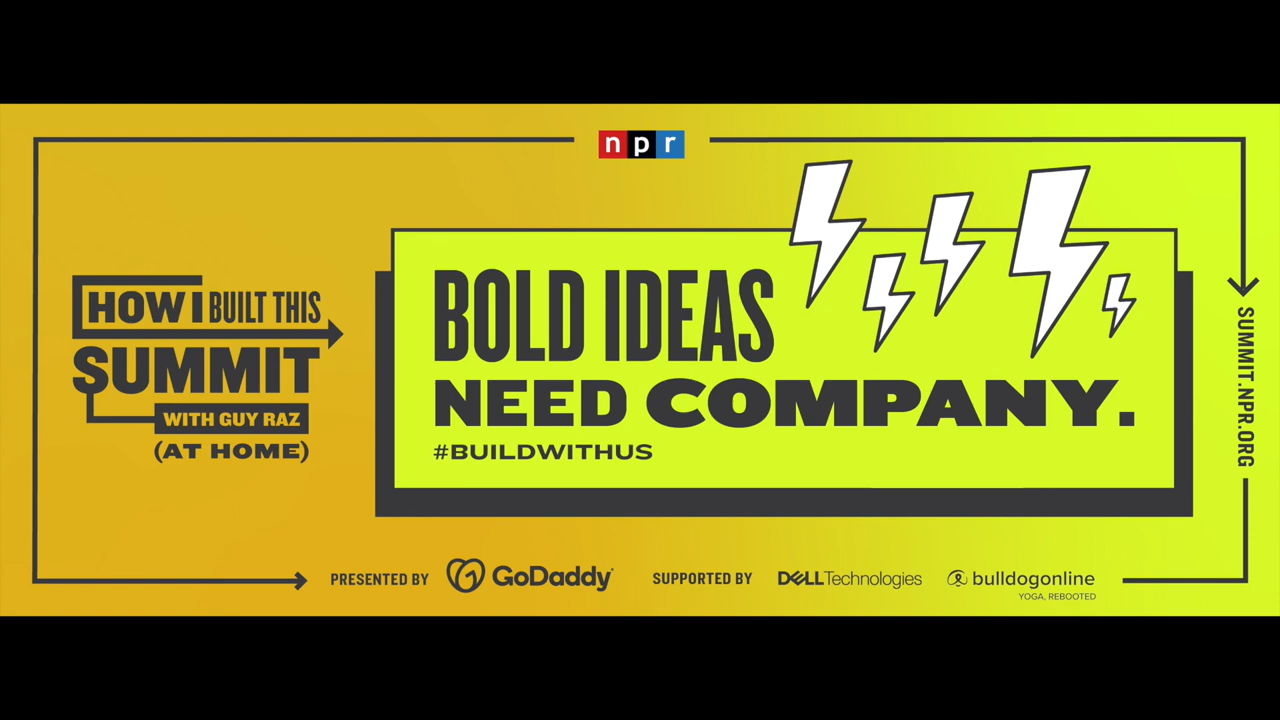 npr
HOW I BUILT THIS
SUMMIT
WITH GUY RAZ
(AT HOME)
BOLD IDEAS
NEED COMPANY.
#BUILDWITHUS
SUMMIT.NPR.ORG
PRESENTED BY GoDaddy
SUPPORTED BY DELLTechnologies bulldogonline
YOGA, REBOOTED